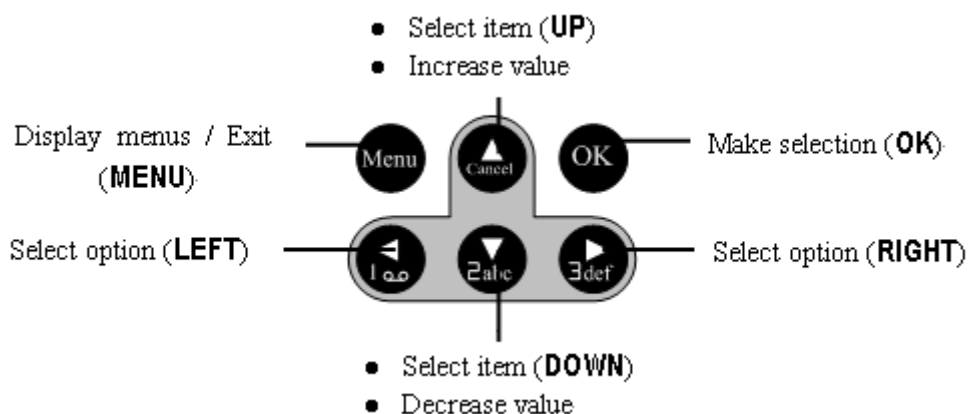 ● Select item (UP)
● Increase value
Display menus / Exit
(MENU)
Menu
Cancel
OK
Make selection (OK)
Select option (LEFT)
1
2abc
3def
Select option (RIGHT)
● Select item (DOWN)
● Decrease value